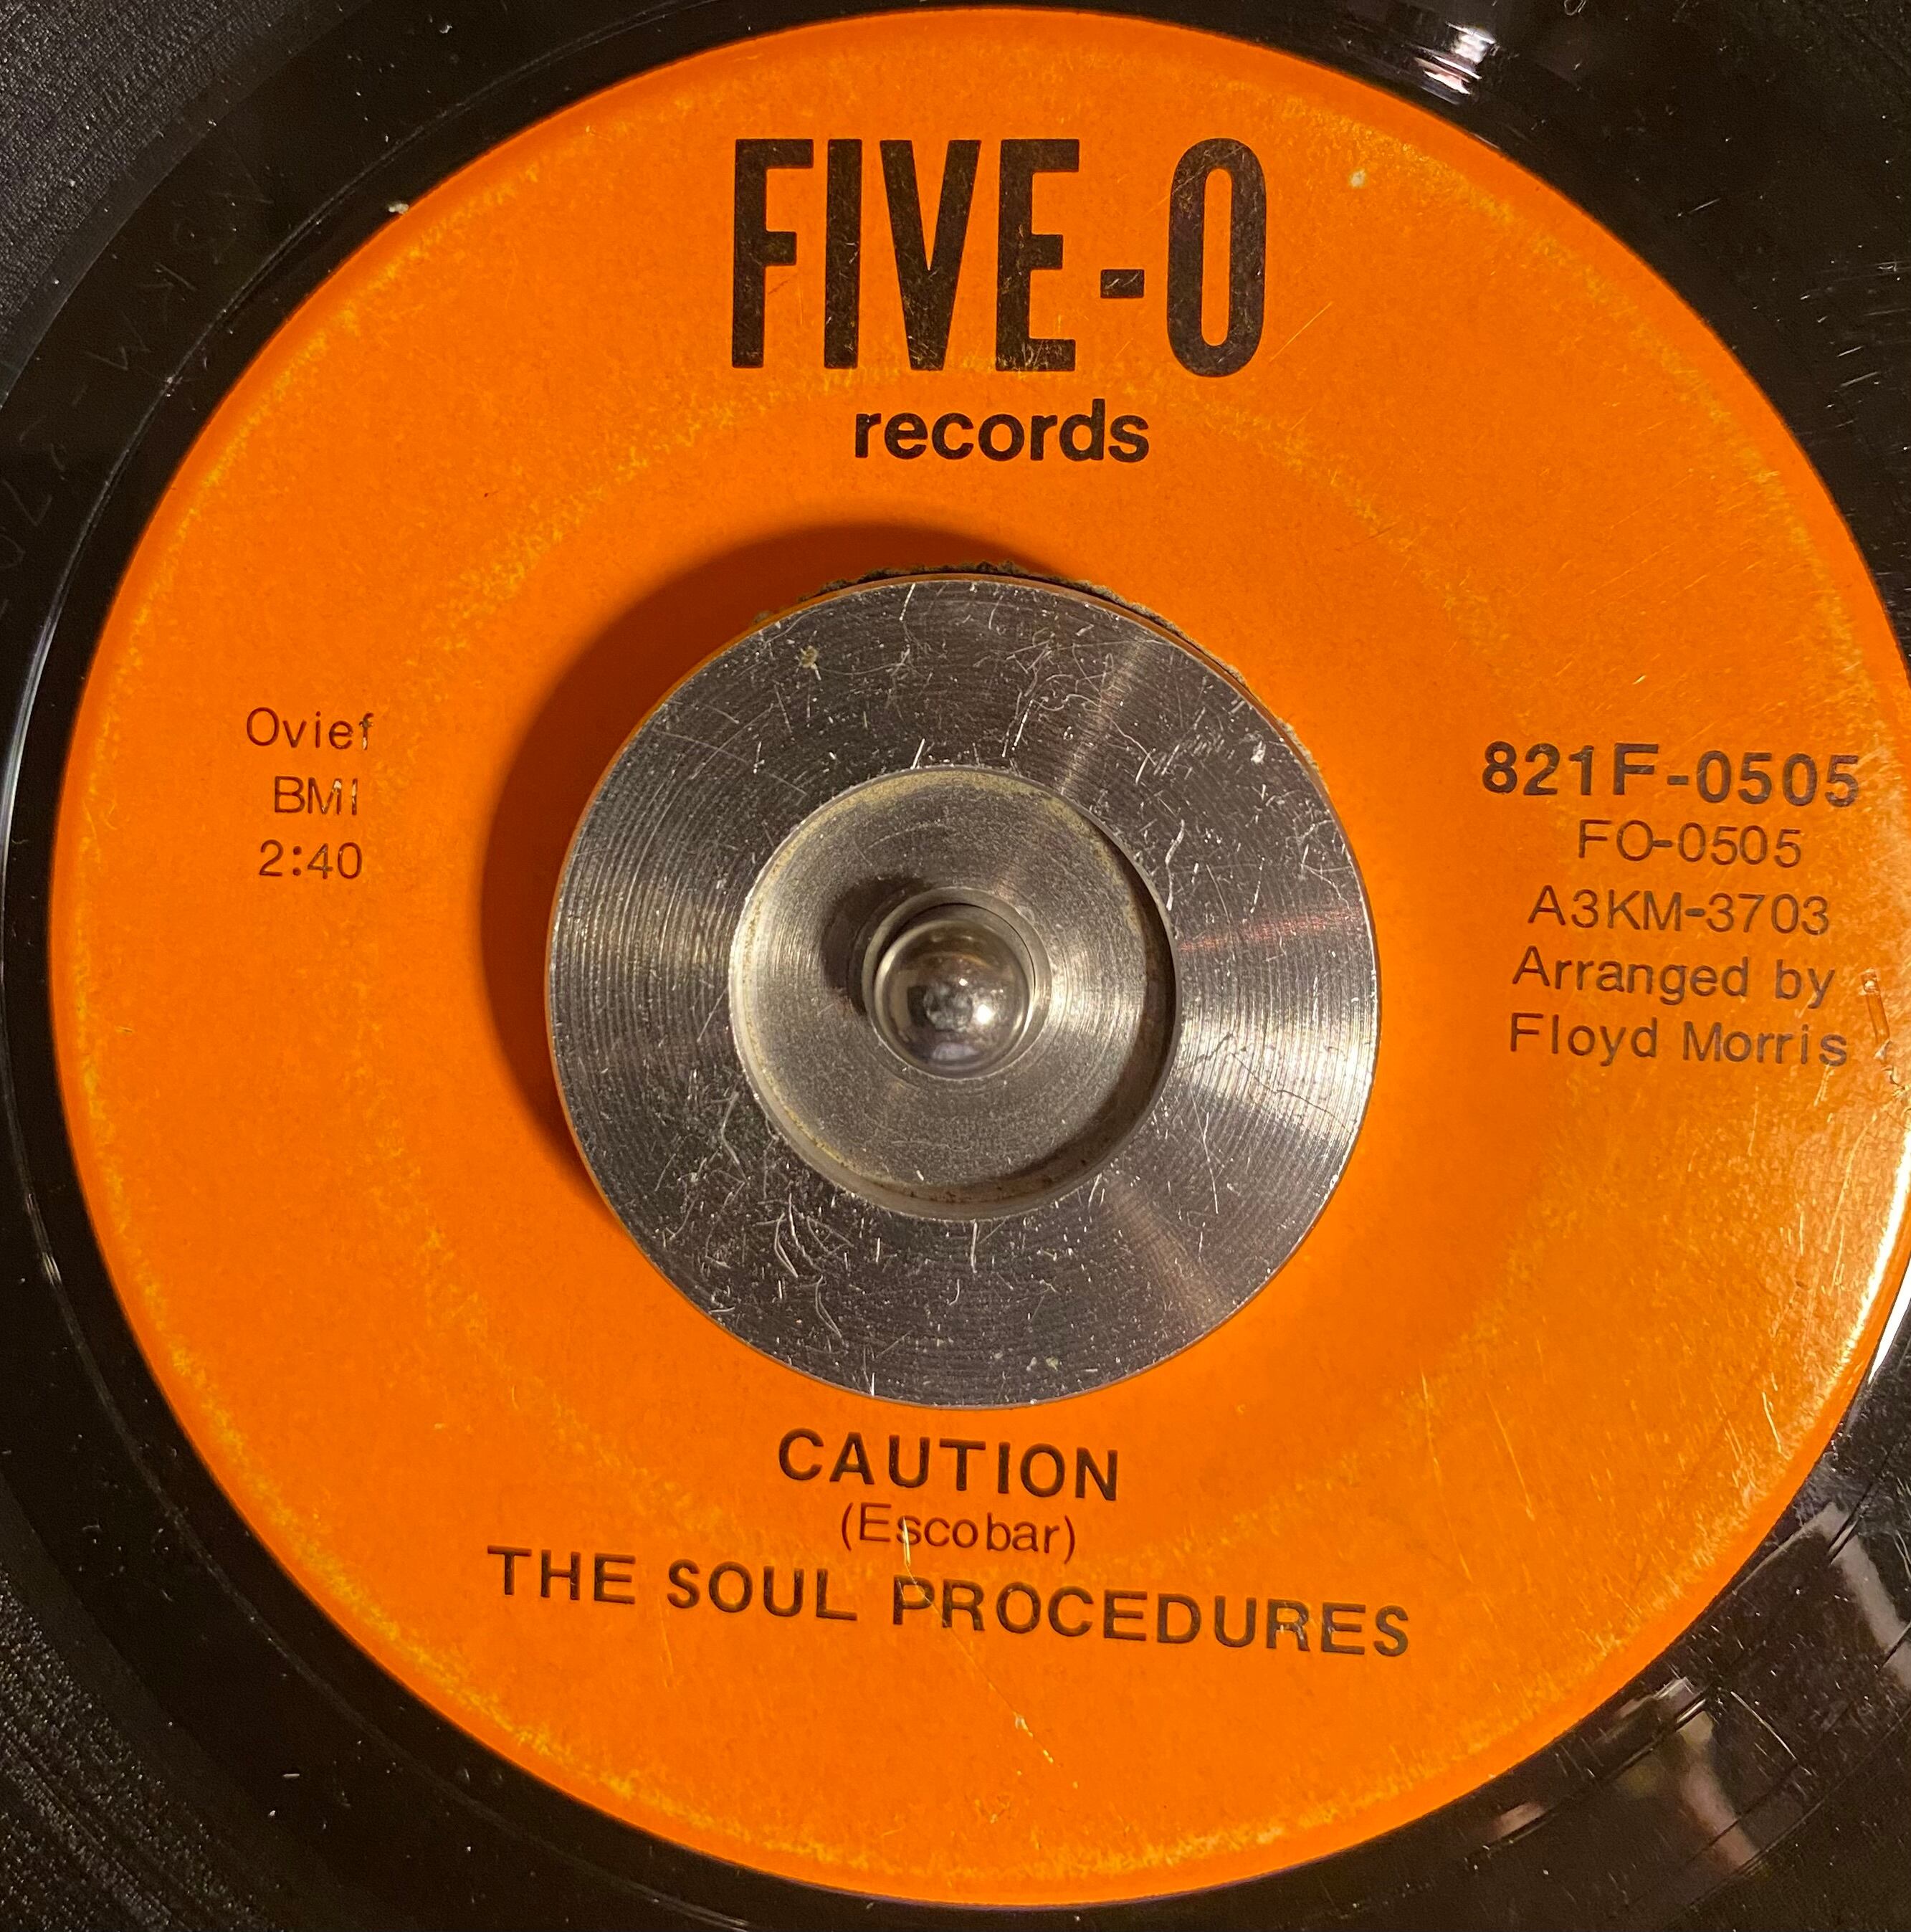 FIVE-O
records
Ovief
BMI
2:40
821F-0505
FO-0505
A3KM-3703
Arranged by
Floyd Morris
CAUTION
(Escobar)
THE SOUL PROCEDURES